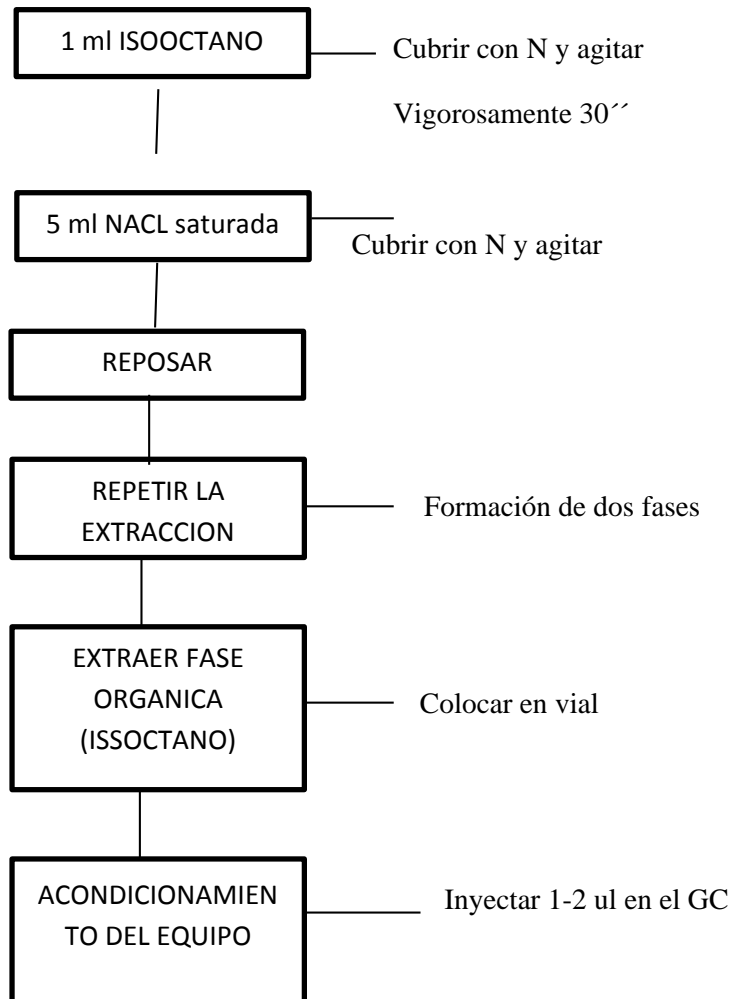 1 ml ISOOCTANO
Cubrir con N y agitar
Vigorosamente 30´´
5 ml NACL saturada
Cubrir con N y agitar
REPOSAR
REPETIR LA
EXTRACCION
Formación de dos fases
EXTRAER FASE
ORGANICA
(ISSOCTANO)
Colocar en vial
ACONDICIONAMIEN
TO DEL EQUIPO
Inyectar 1-2 ul en el GC